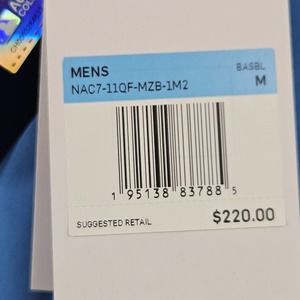 MENS BASBL
NAC7-11QF-MZB-1M2 M
1 95138 83788 5
SUGGESTED RETAIL $220.00